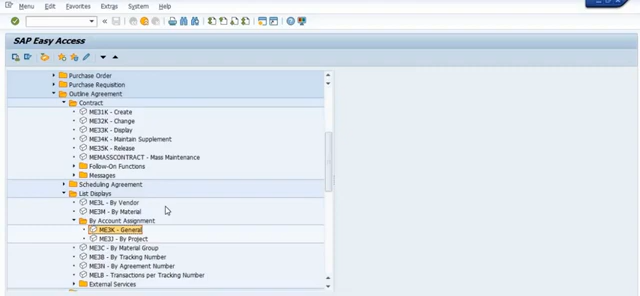 Menu Edit Favorites Extras System Help
SAP Easy Access
Purchase Order
Purchase Requisition
Outline Agreement
Contract
ME31K - Create
ME32K - Change
ME33K - Display
ME34K - Maintain Supplement
ME35K - Release
MEMASSCONTRACT - Mass Maintenance
Follow-On Functions
Messages
Scheduling Agreement
List Displays
ME3L - By Vendor
ME3M - By Material
By Account Assignment
ME3K - General
ME3J - By Project
ME3C - By Material Group
ME3B - By Tracking Number
ME3N - By Agreement Number
MELB - Transactions per Tracking Number
External Services